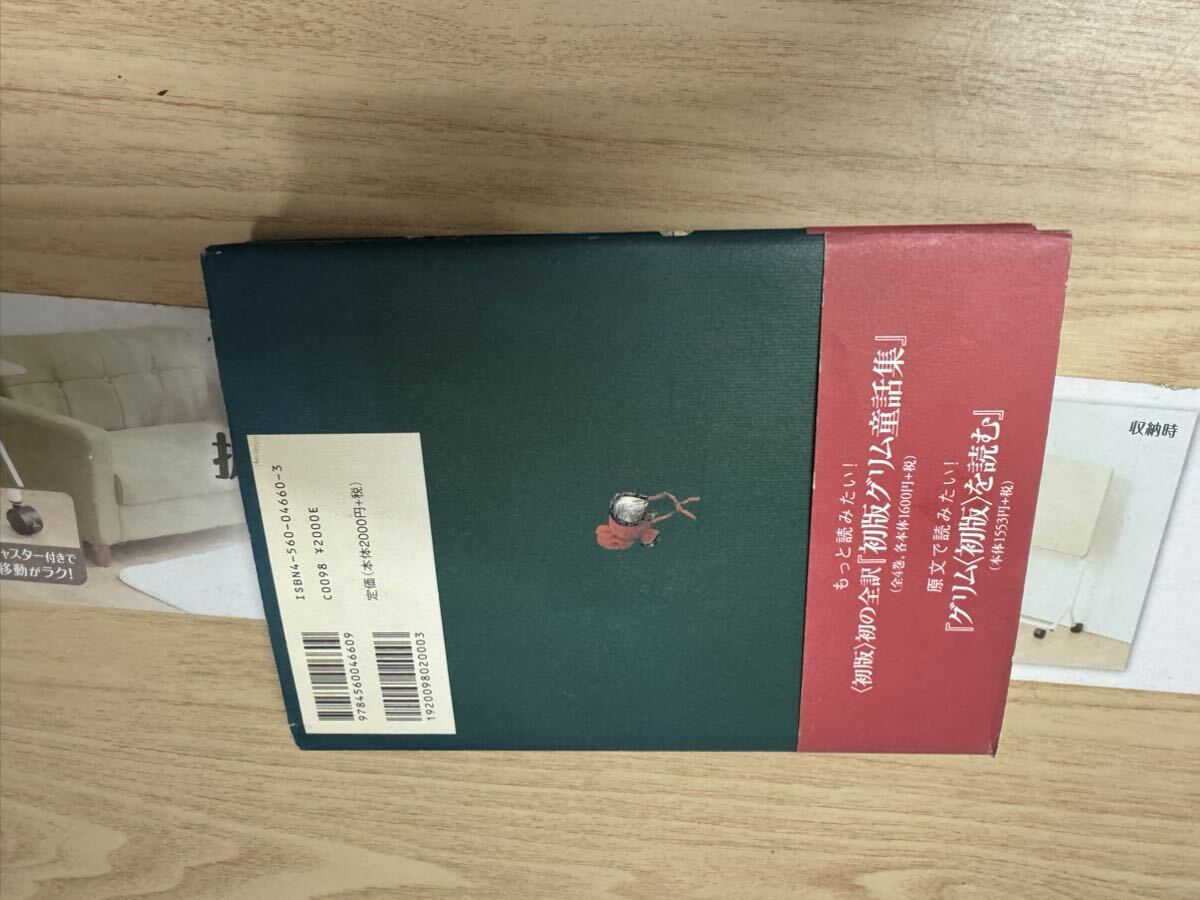 ISBN4-560-04660-3
C0098 ¥2000E
定価(本体2000円+税)
9784560046609
1920098020003
もっと読みたい!
〈初版〉初の全訳『初版グリム童話集』
(全4巻、各本体1600円+税)
原文で読みたい!
『グリム〈初版〉を読む』
(本体1553円+税)
ャスター付きで
移動がラク!
収納時